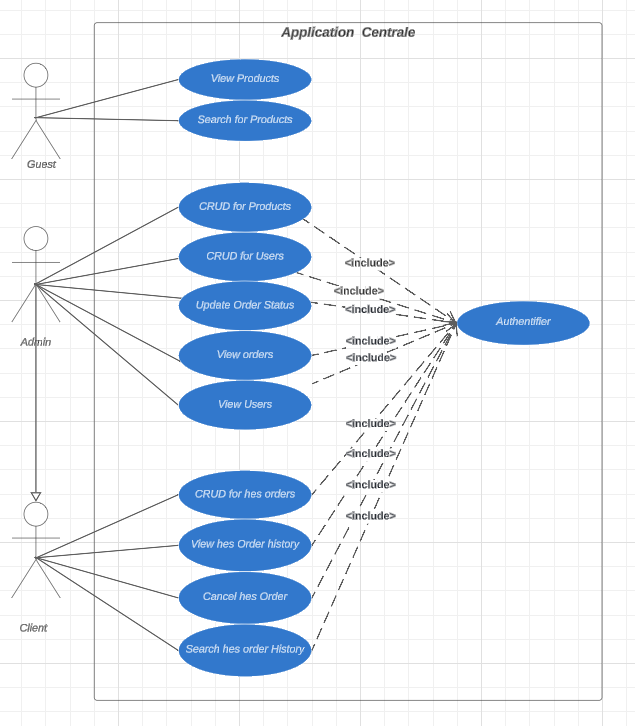 Application Centrale
View Products
Search for Products
Guest
CRUD for Products
CRUD for Users
<include>
<include>
Update Order Status
<include>
Authentifier
Admin
<include>
View orders
<include>
View Users
<include>
<include>
CRUD for hes orders
<include>
<include>
View hes Order history
Cancel hes Order
Client
Search hes order History